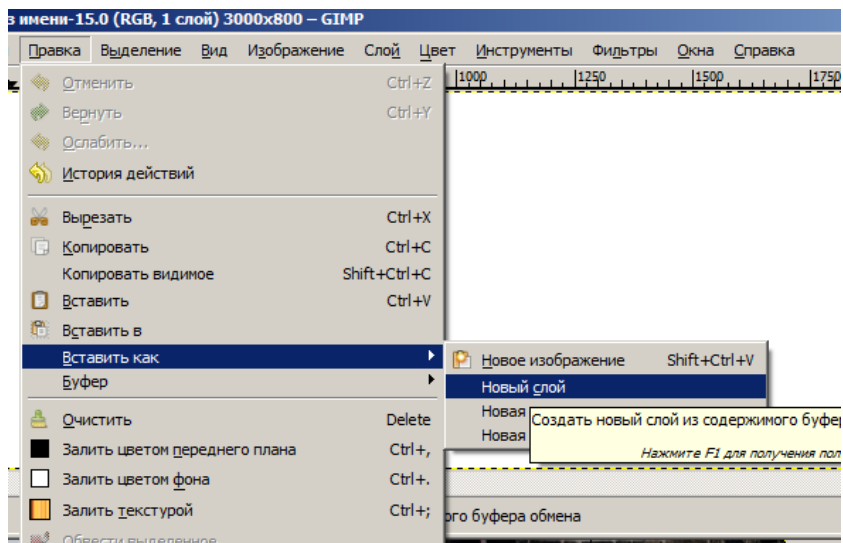 з имени-15.0 (RGB, 1 слой) 3000x800 – GIMP
Правка Выделение Вид Изображение Слой Цвет Инструменты Фильтры Окна Справка
1000 1250 1500 1750
Отменить Ctrl+Z
Вернуть Ctrl+Y
Ослабить...
История действий
Вырезать Ctrl+X
Копировать Ctrl+C
Копировать видимое Shift+Ctrl+C
Вставить Ctrl+V
Вставить в
Вставить как
Новое изображение Shift+Ctrl+V
Буфер
Новый слой
Новая
Новая
Создать новый слой из содержимого буфер
Нажмите F1 для получения пол
Очистить Delete
Залить цветом переднего плана Ctrl+,
Залить цветом фона Ctrl+.
Залить текстурой Ctrl+;
ого буфера обмена
Обвести выделенное